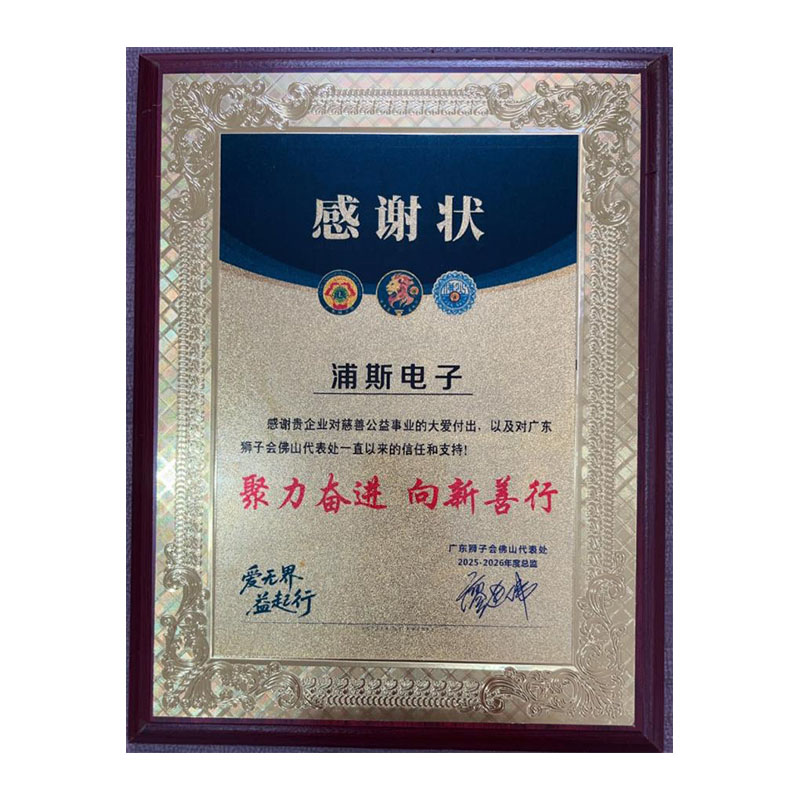 感谢状
浦斯电子
感谢贵企业对慈善公益事业的大爱付出，以及对广东
狮子会佛山代表处一直以来的信任和支持！
聚力奋进 向新善行
广东狮子会佛山代表处
2025-2026年度总监
爱无界
益起行